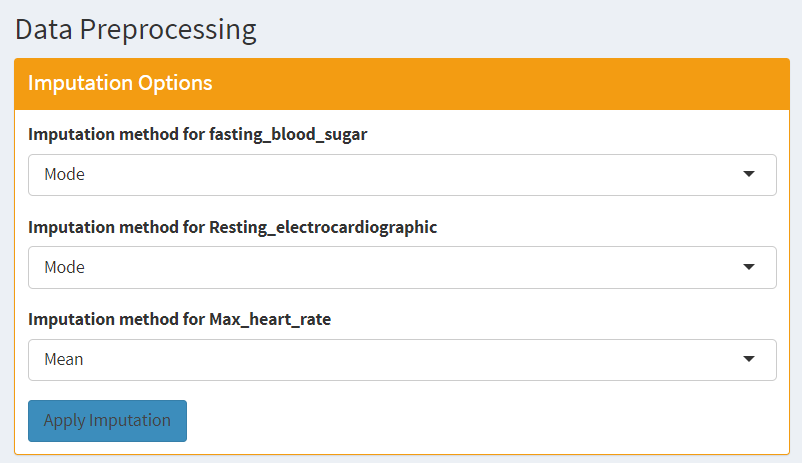 Data Preprocessing
Imputation Options
Imputation method for fasting_blood_sugar
Mode
Imputation method for Resting_electrocardiographic
Mode
Imputation method for Max_heart_rate
Mean
Apply Imputation